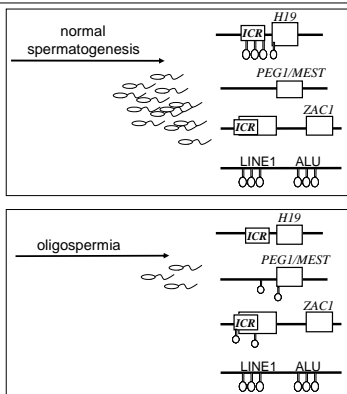 normal
spermatogenesis
H19
ICR
PEG1/MEST
ZAC1
ICR
LINE1 ALU
oligospermia
H19
ICR
PEG1/MEST
ZAC1
ICR
LINE1 ALU